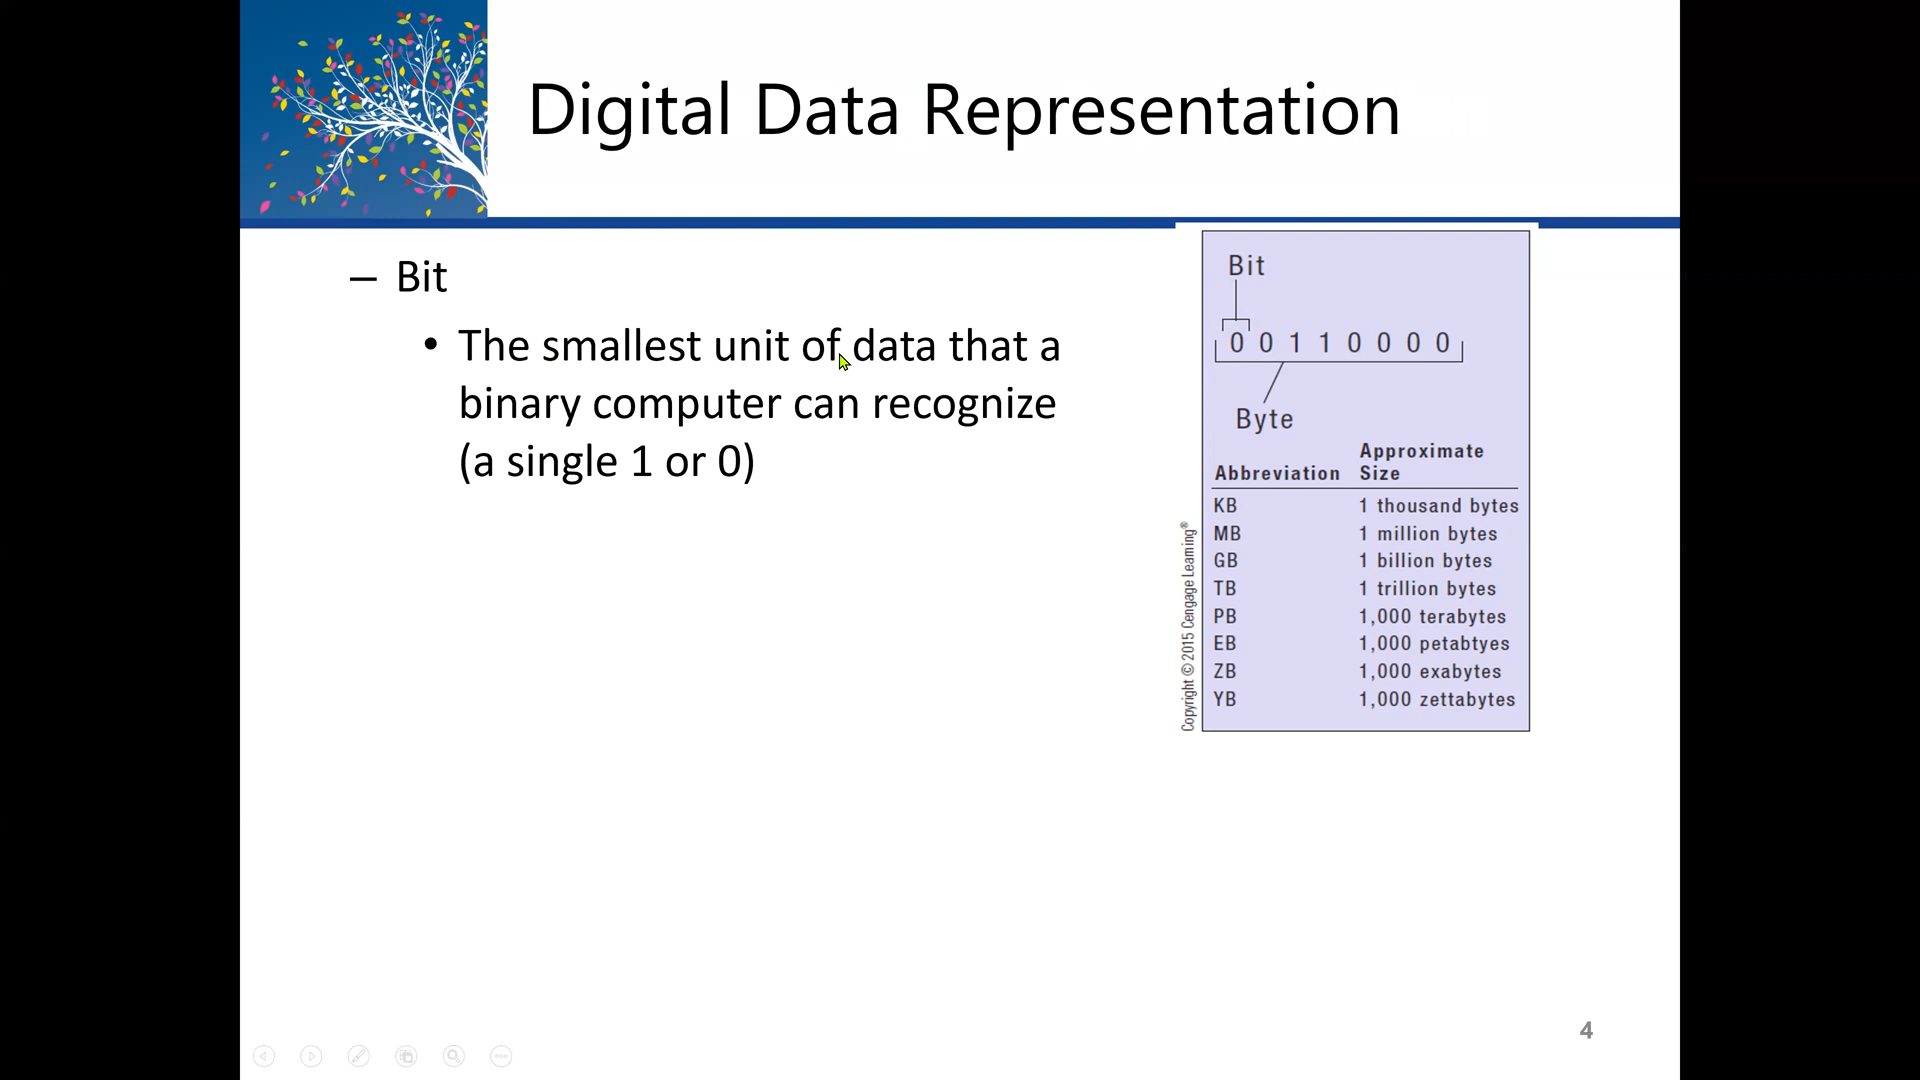 Digital Data Representation
– Bit
• The smallest unit of data that a
binary computer can recognize
(a single 1 or 0)
Bit
0 0 1 1 0 0 0 0
Byte
Abbreviation Approximate Size
KB 1 thousand bytes
MB 1 million bytes
GB 1 billion bytes
TB 1 trillion bytes
PB 1,000 terabytes
EB 1,000 petabtyes
ZB 1,000 exabytes
YB 1,000 zettabytes
Copyright © 2015 Cengage Learning®
4